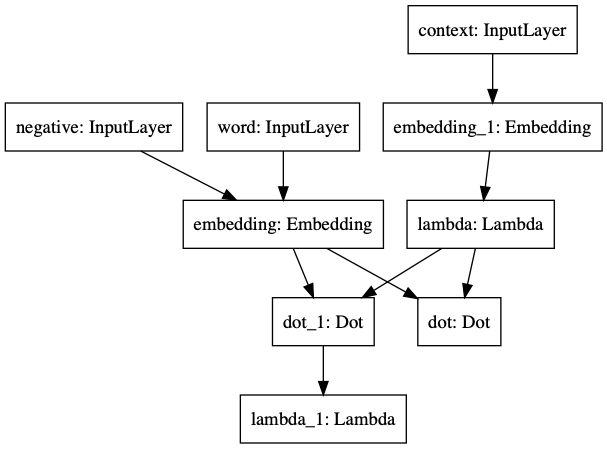 context: InputLayer
negative: InputLayer
word: InputLayer
embedding_1: Embedding
embedding: Embedding
lambda: Lambda
dot_1: Dot
dot: Dot
lambda_1: Lambda